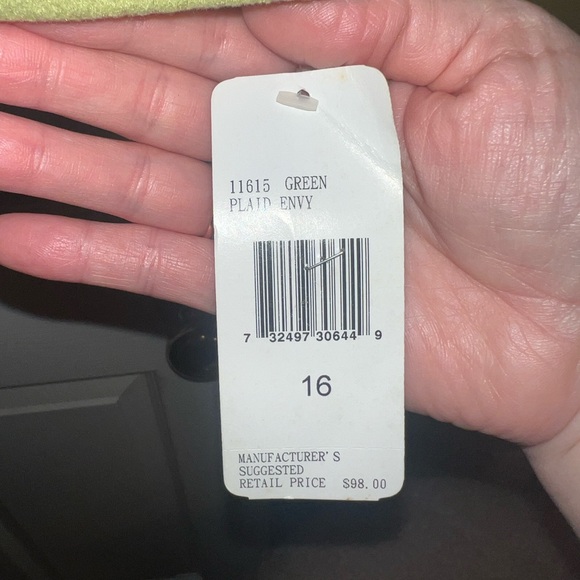 11615 GREEN
PLAID ENVY
7 32497 30644 9
16
MANUFACTURER'S
SUGGESTED
RETAIL PRICE $98.00